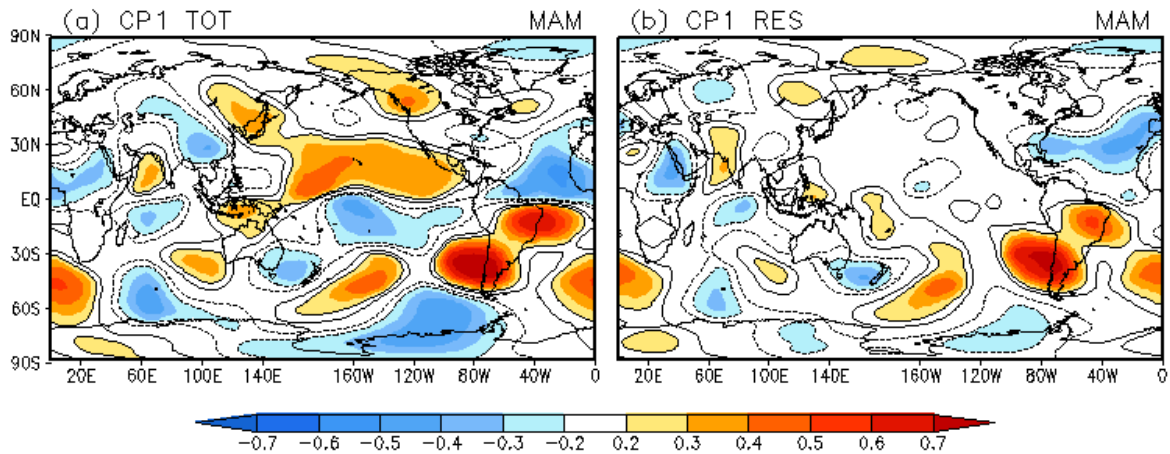 (a) CP1 TOT MAM
(b) CP1 RES MAM
90N
60N
30N
EQ
30S
60S
90S
20E 60E 100E 140E 160W 120W 80W 40W 0
20E 60E 100E 140E 160W 120W 80W 40W 0
-0.7 -0.6 -0.5 -0.4 -0.3 -0.2 0.2 0.3 0.4 0.5 0.6 0.7